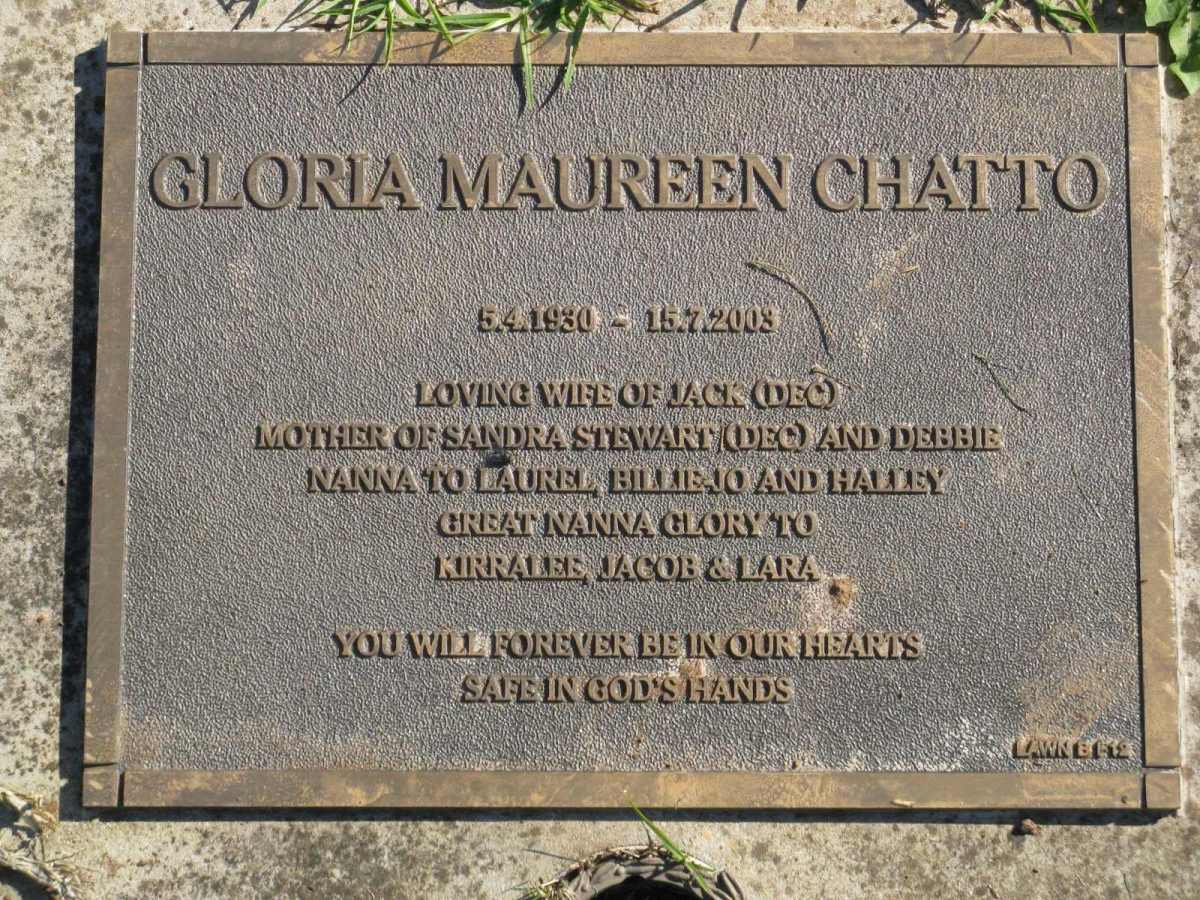 GLORIA MAUREEN CHATTO
5.4.1930 - 15.7.2003
LOVING WIFE OF JACK (DEC)
MOTHER OF SANDRA STEWART (DEC) AND DEBBIE
NANNA TO LAUREL, BILLIE-JO AND HALLEY
GREAT NANNA GLORY TO
KIRRALEE, JACOB & LARA
YOU WILL FOREVER BE IN OUR HEARTS
SAFE IN GOD'S HANDS
LAWN B F12